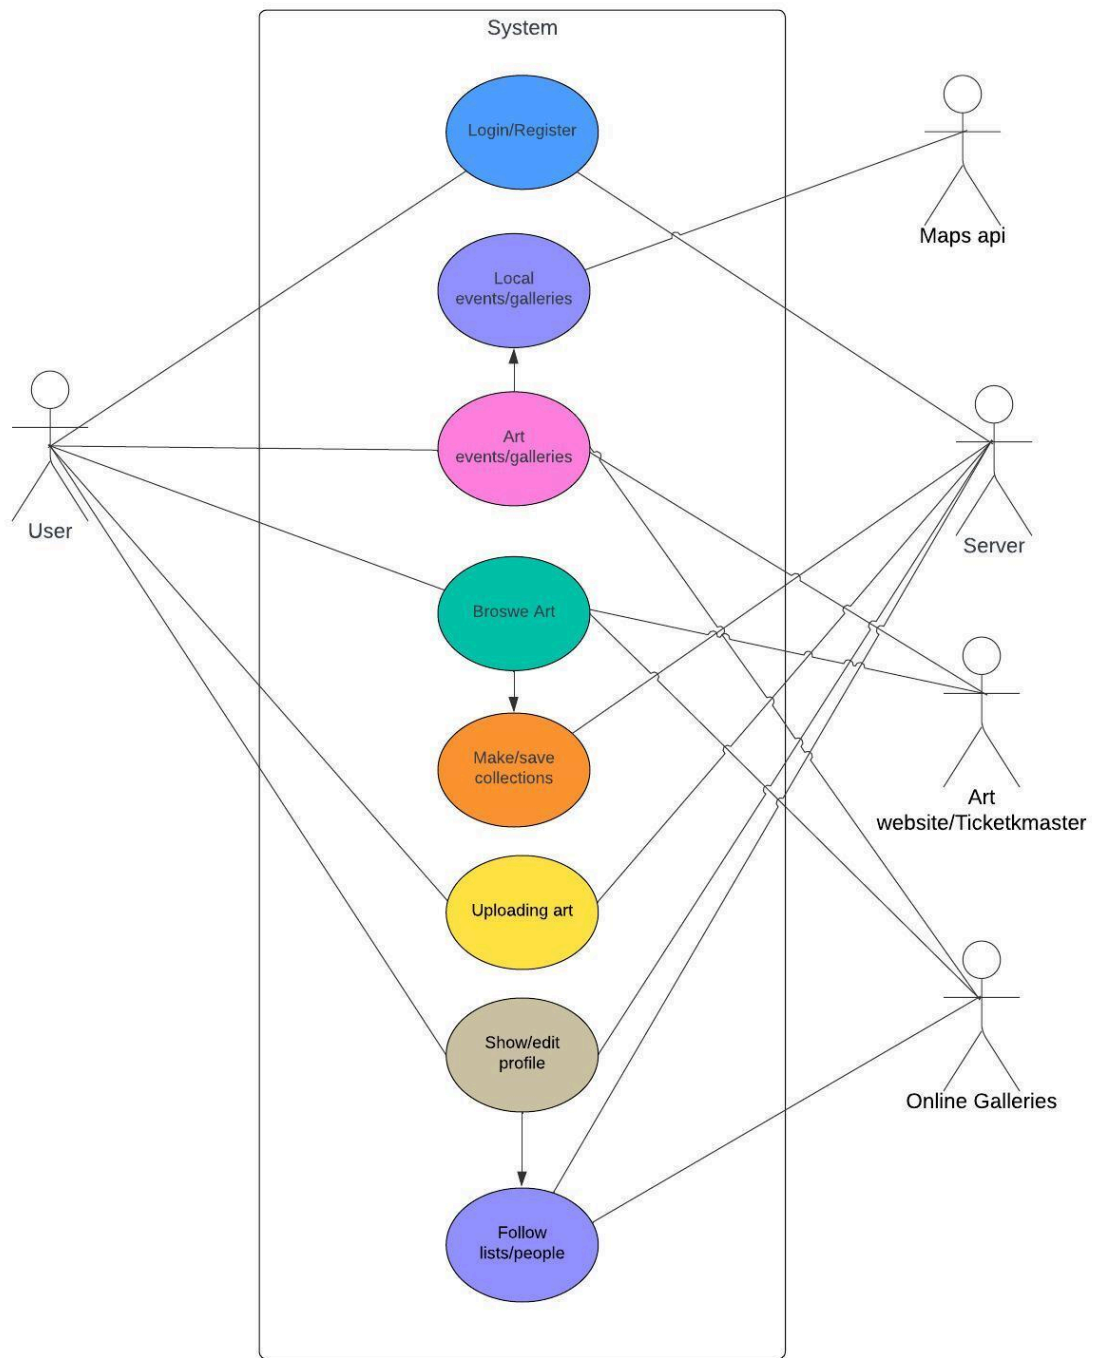 System
Login/Register
Maps api
Local
events/galleries
Art
events/galleries
User
Server
Broswe Art
Make/save
collections
Art
website/Ticketkmaster
Uploading art
Show/edit
profile
Online Galleries
Follow
lists/people